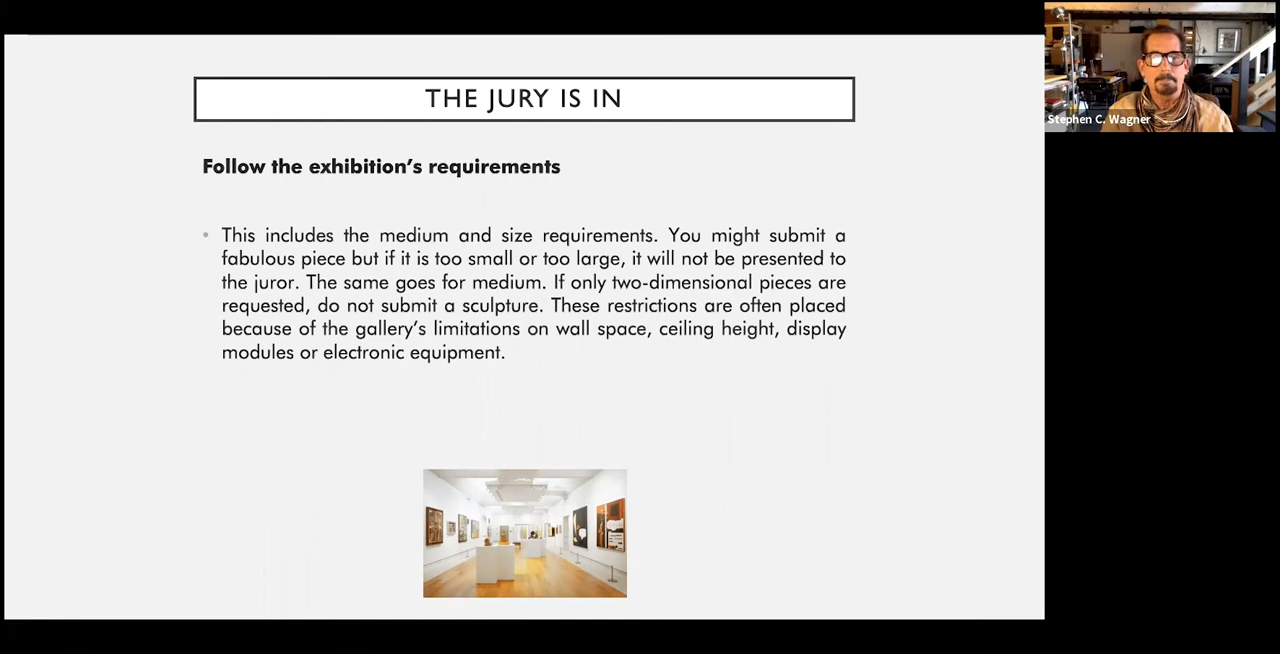 THE JURY IS IN
Follow the exhibition's requirements
• This includes the medium and size requirements. You might submit a
fabulous piece but if it is too small or too large, it will not be presented to
the juror. The same goes for medium. If only two-dimensional pieces are
requested, do not submit a sculpture. These restrictions are often placed
because of the gallery's limitations on wall space, ceiling height, display
modules or electronic equipment.
Stephen C. Wagner